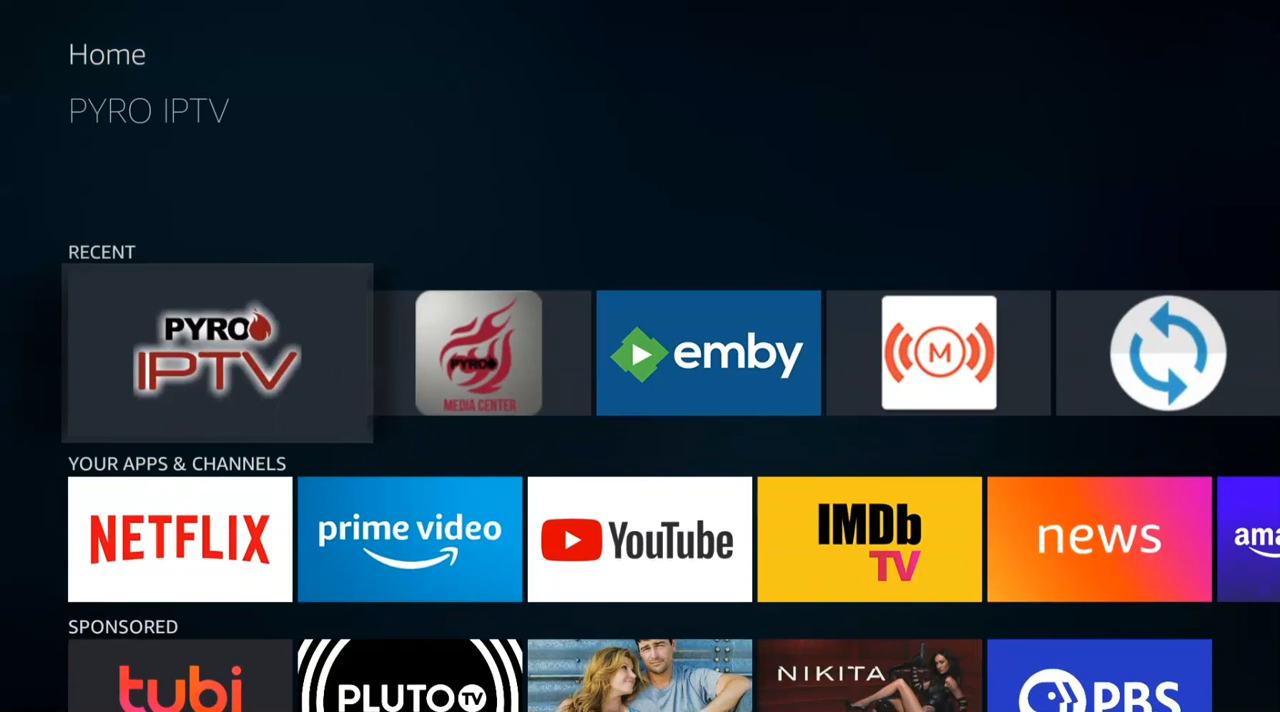 Home
PYRO IPTV
RECENT
PYRO
IPTV
PYRO
MEDIA CENTER
emby
M
YOUR APPS & CHANNELS
NETFLIX
prime video
YouTube
IMDb
TV
news
ama
SPONSORED
tubi
PLUTO TV
NIKITA
PBS